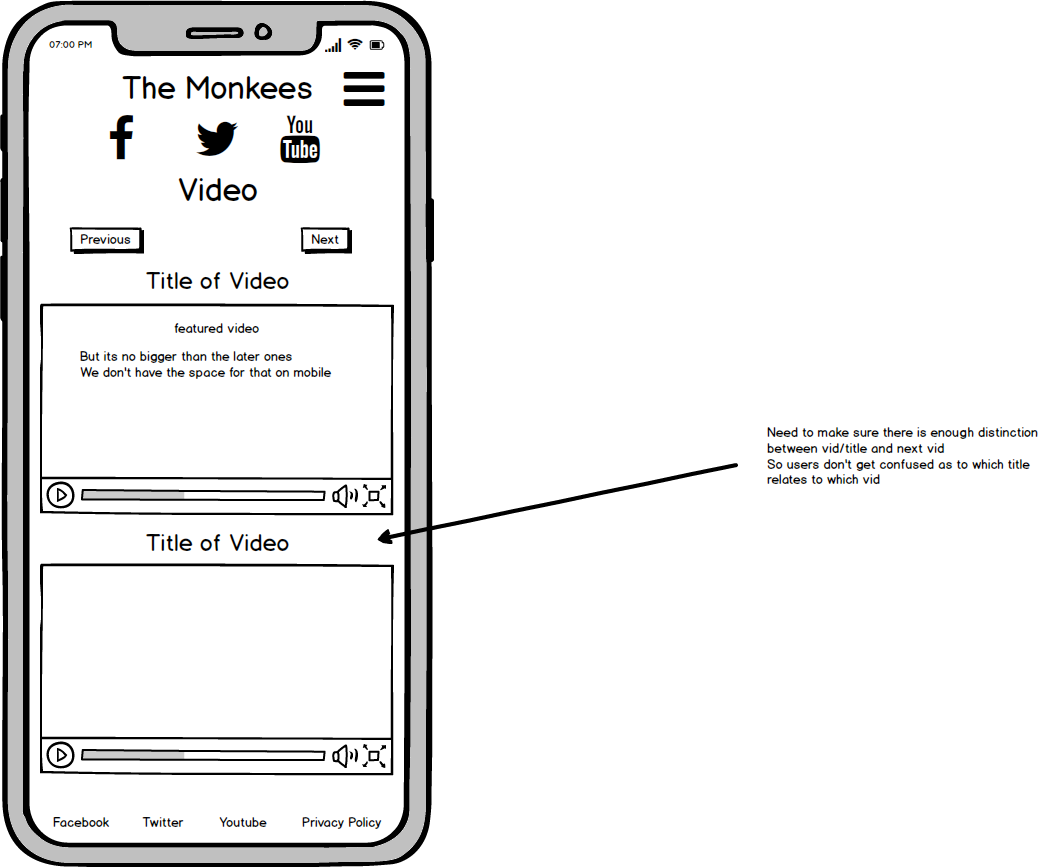 07:00 PM
The Monkees
You
Tube
Video
Previous
Next
Title of Video
featured video
But its no bigger than the later ones
We don't have the space for that on mobile
Need to make sure there is enough distinction
between vid/title and next vid
So users don't get confused as to which title
relates to which vid
Title of Video
Facebook
Twitter
Youtube
Privacy Policy